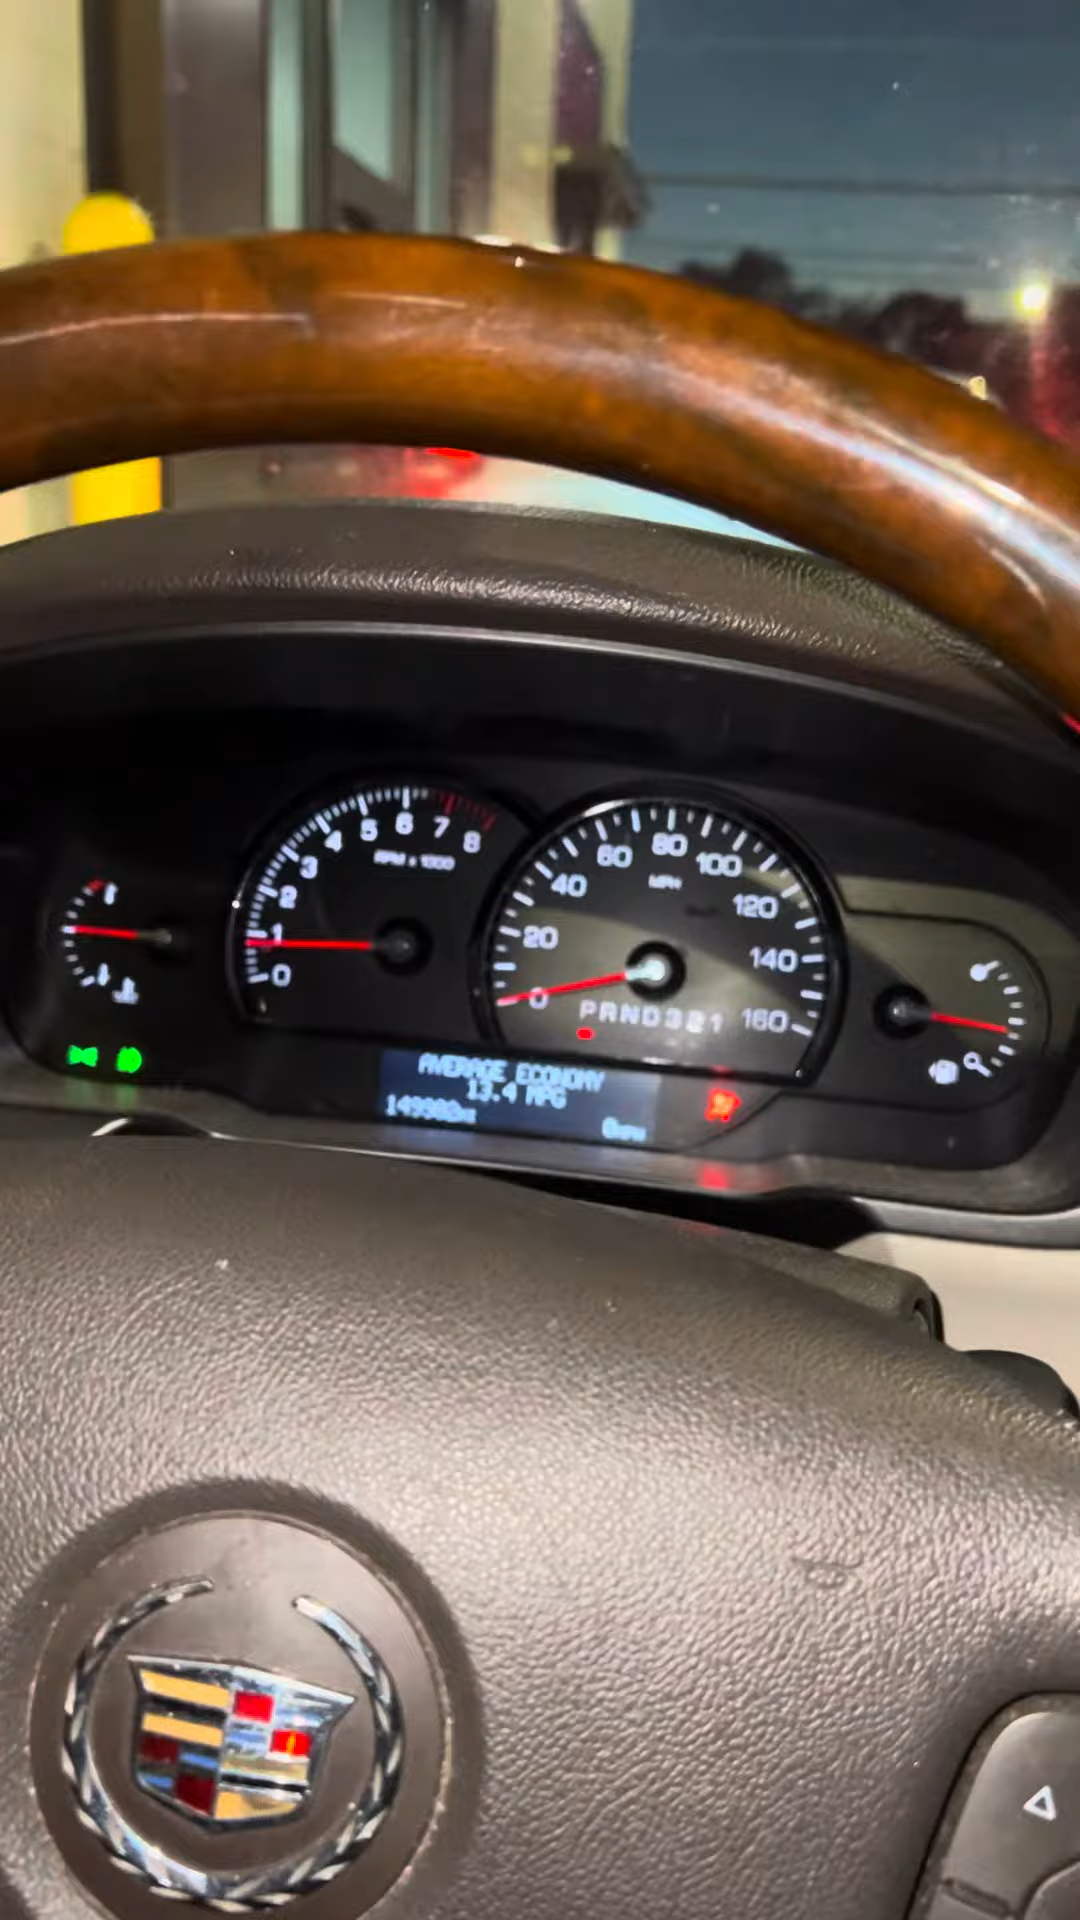 0 1 2 3 4 5 6 7 8
RPM x 1000
0 20 40 60 80 100 120 140 160
MPH
PRND321
AVERAGE ECONOMY
13.4 MPG
0MPH